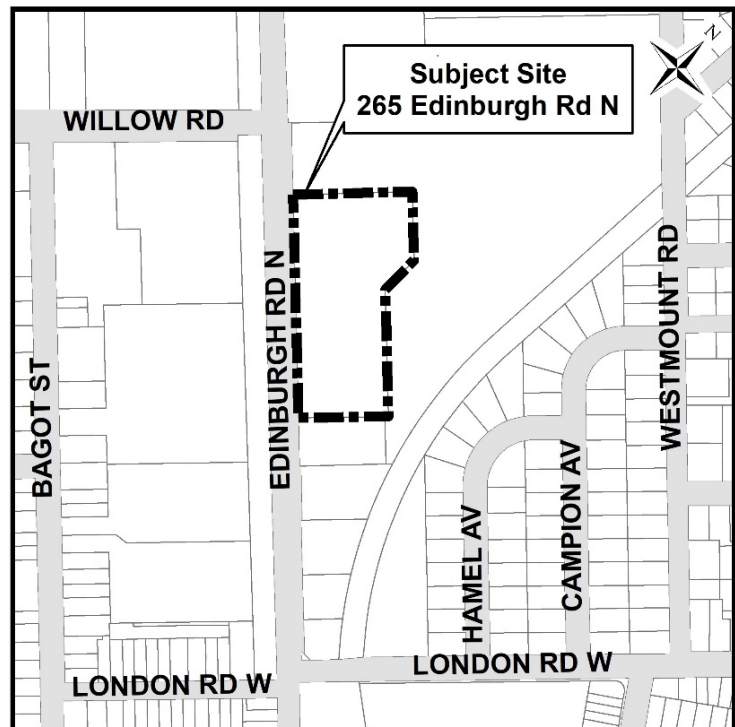 Subject Site
265 Edinburgh Rd N
N
WILLOW RD
EDINBURGH RD N
WESTMOUNT RD
BAGOT ST
HAMEL AV
CAMPION AV
LONDON RD W
LONDON RD W